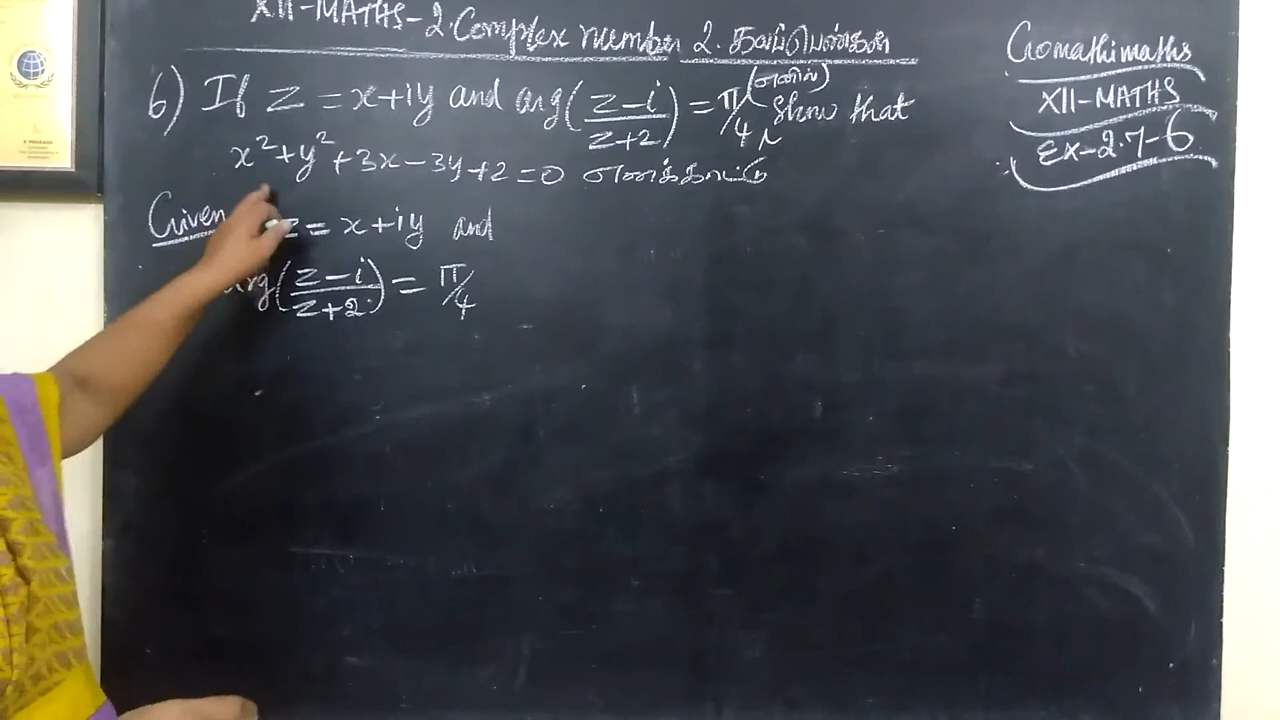 XII-MATHS-2.Complex number 2. கலப்பெண்கள்
Gomathimaths
XII-MATHS
Ex-2.7-6
6) If z = x+iy and arg(z-i/z+2) = π/4 (எனில்) Show that
x²+y²+3x-3y+2=0 எனக்காட்டு
Given z = x+iy and
arg(z-i/z+2) = π/4